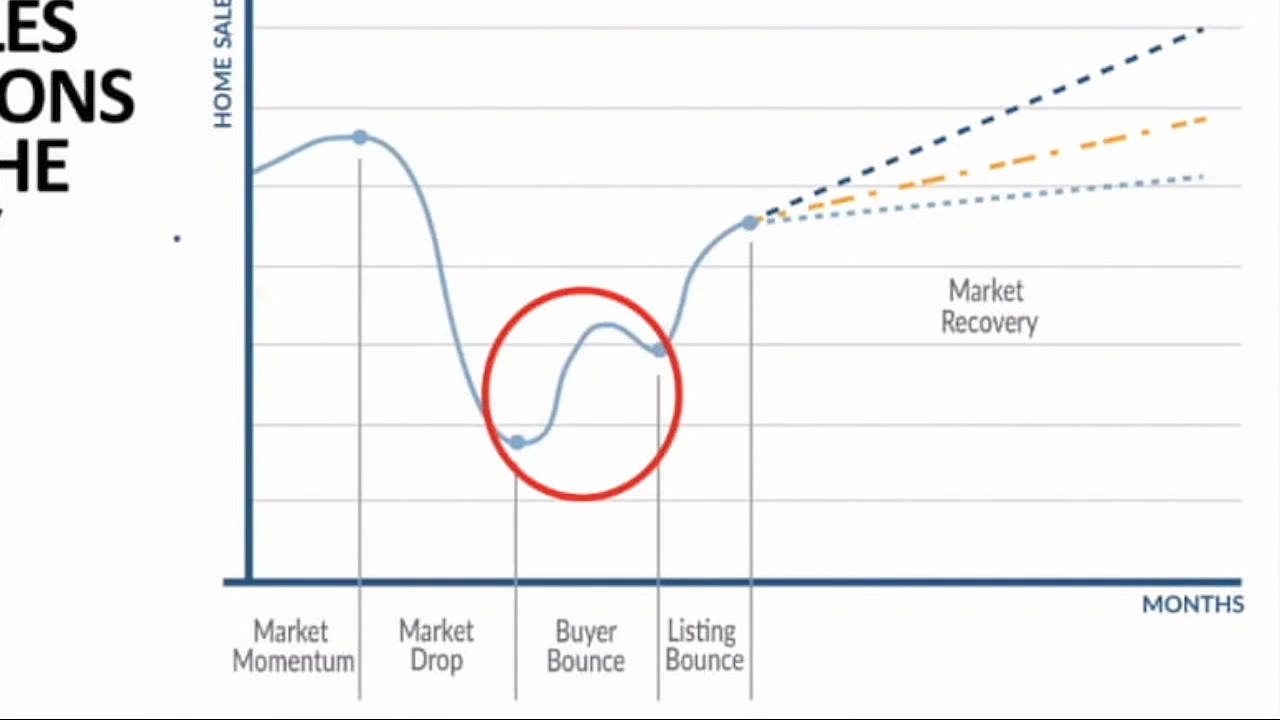 LES
ONS
HE
HOME SALE
Market
Recovery
MONTHS
Market
Momentum
Market
Drop
Buyer
Bounce
Listing
Bounce